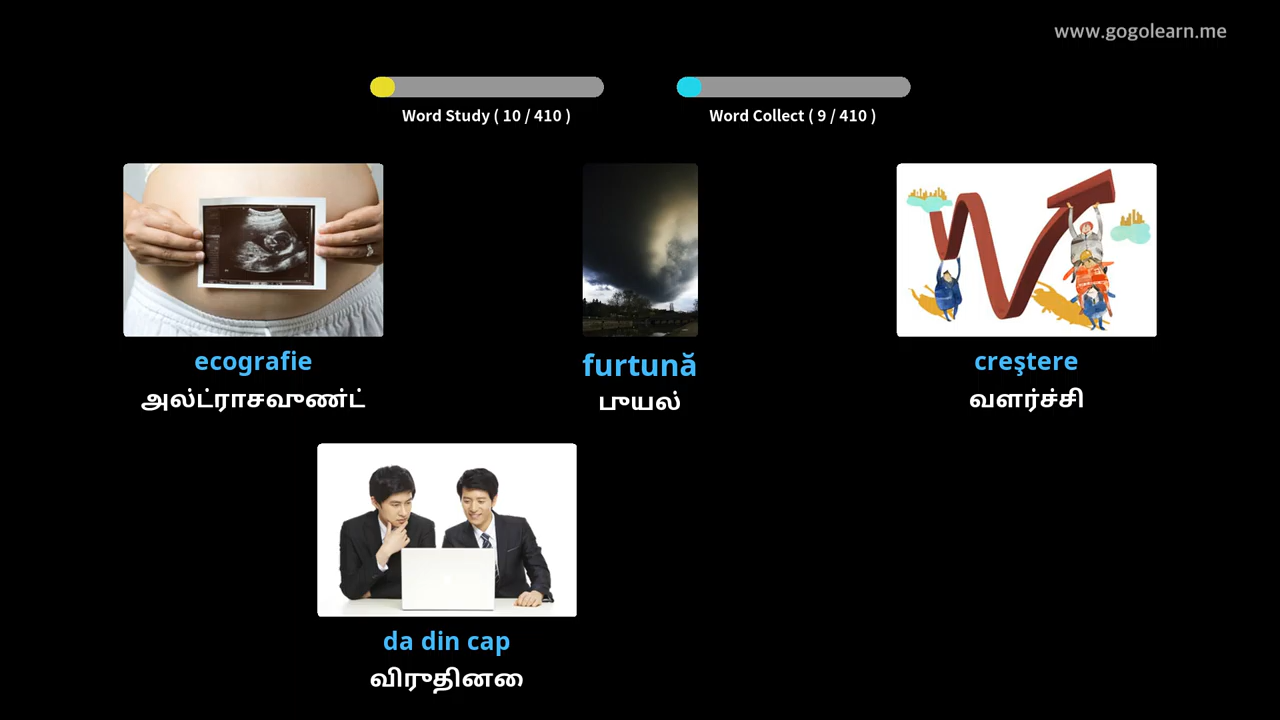 www.gogolearn.me
Word Study ( 10 / 410 )
Word Collect ( 9 / 410 )
ecografie
அல்ட்ராசவுண்ட்
furtună
புயல்
creştere
வளர்ச்சி
da din cap
விருதினை